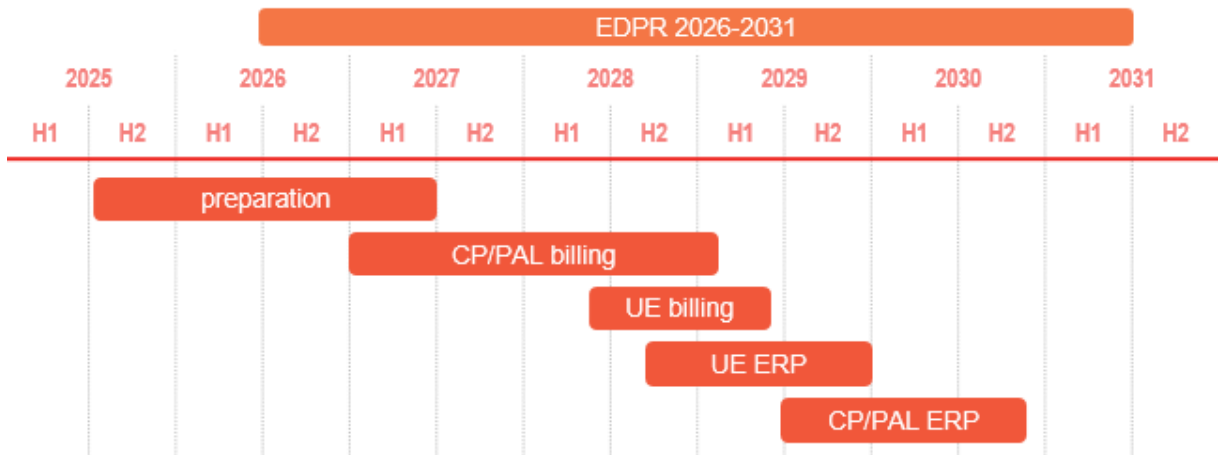 EDPR 2026-2031
2025 2026 2027 2028 2029 2030 2031
H1 H2 H1 H2 H1 H2 H1 H2 H1 H2 H1 H2 H1 H2
preparation
CP/PAL billing
UE billing
UE ERP
CP/PAL ERP